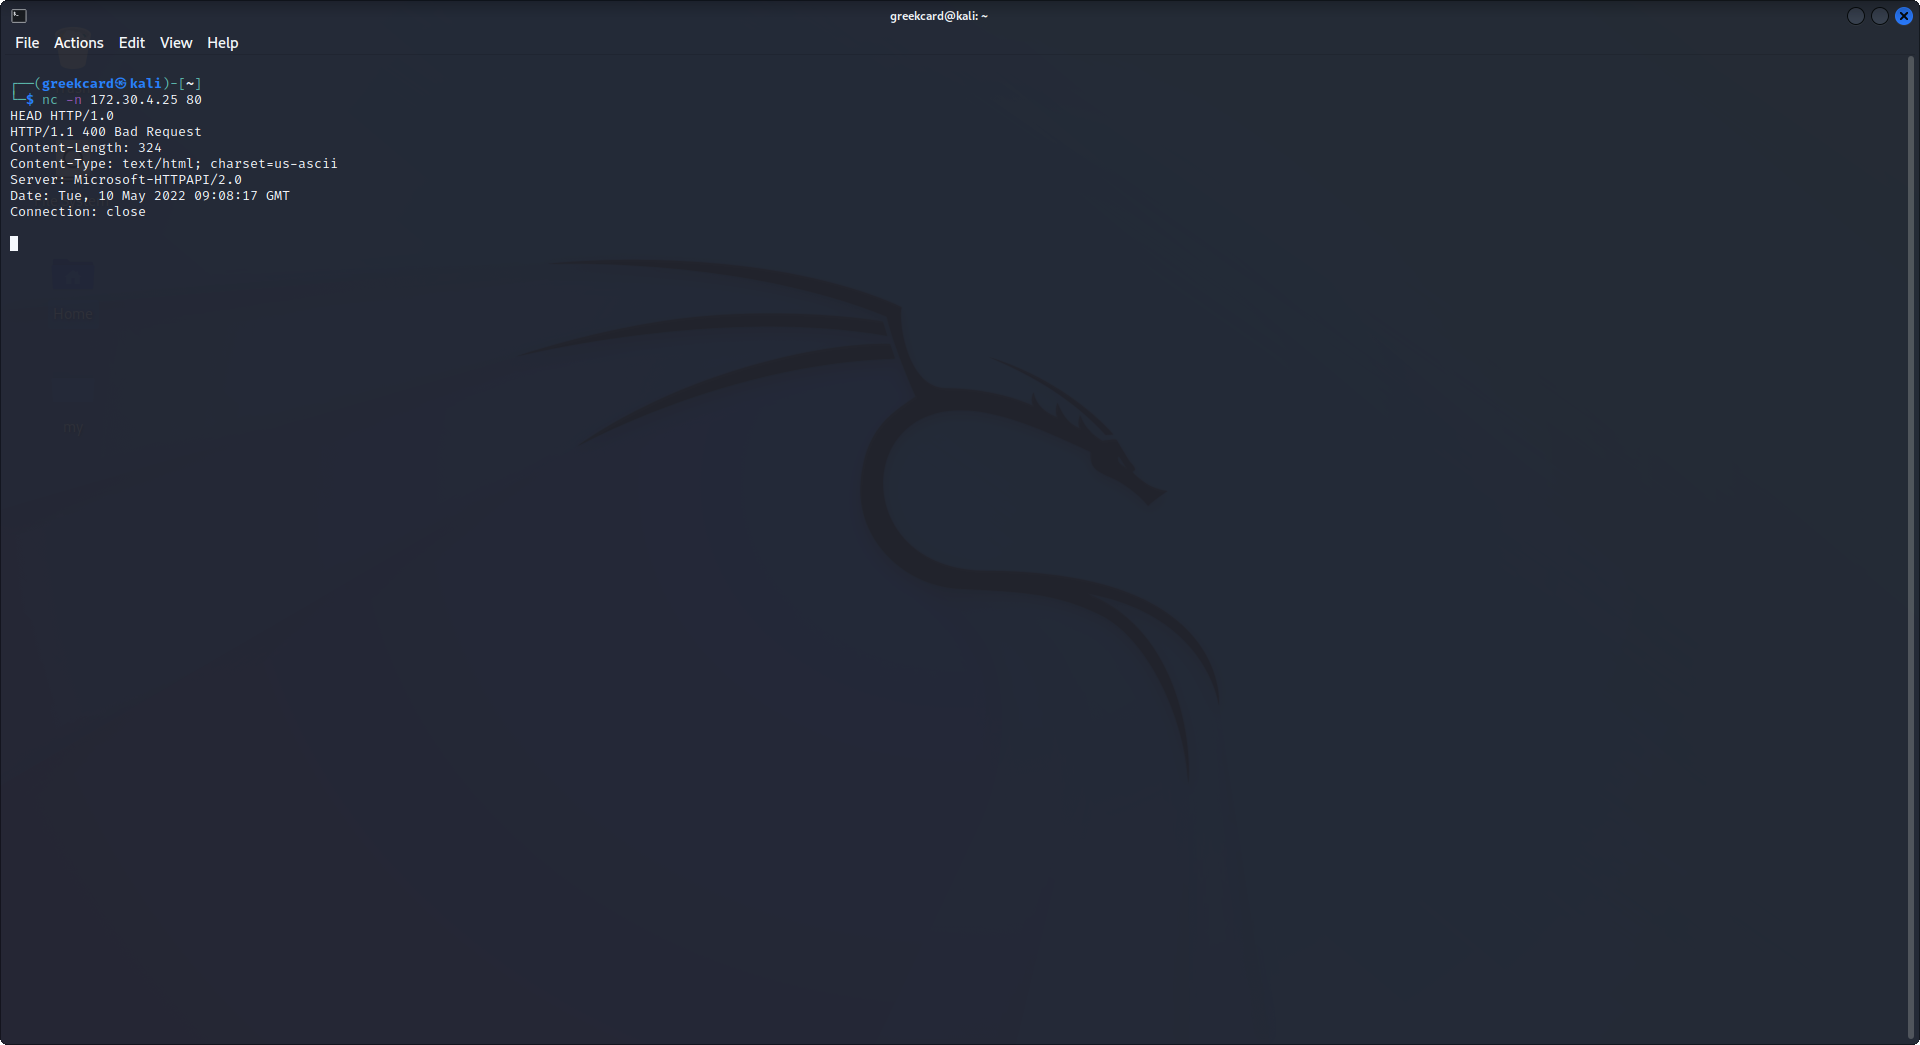 greekcard@kali: ~
File Actions Edit View Help
┌──(greekcard㉿kali)-[~]
└─$ nc -n 172.30.4.25 80
HEAD HTTP/1.0
HTTP/1.1 400 Bad Request
Content-Length: 324
Content-Type: text/html; charset=us-ascii
Server: Microsoft-HTTPAPI/2.0
Date: Tue, 10 May 2022 09:08:17 GMT
Connection: close
Home
my